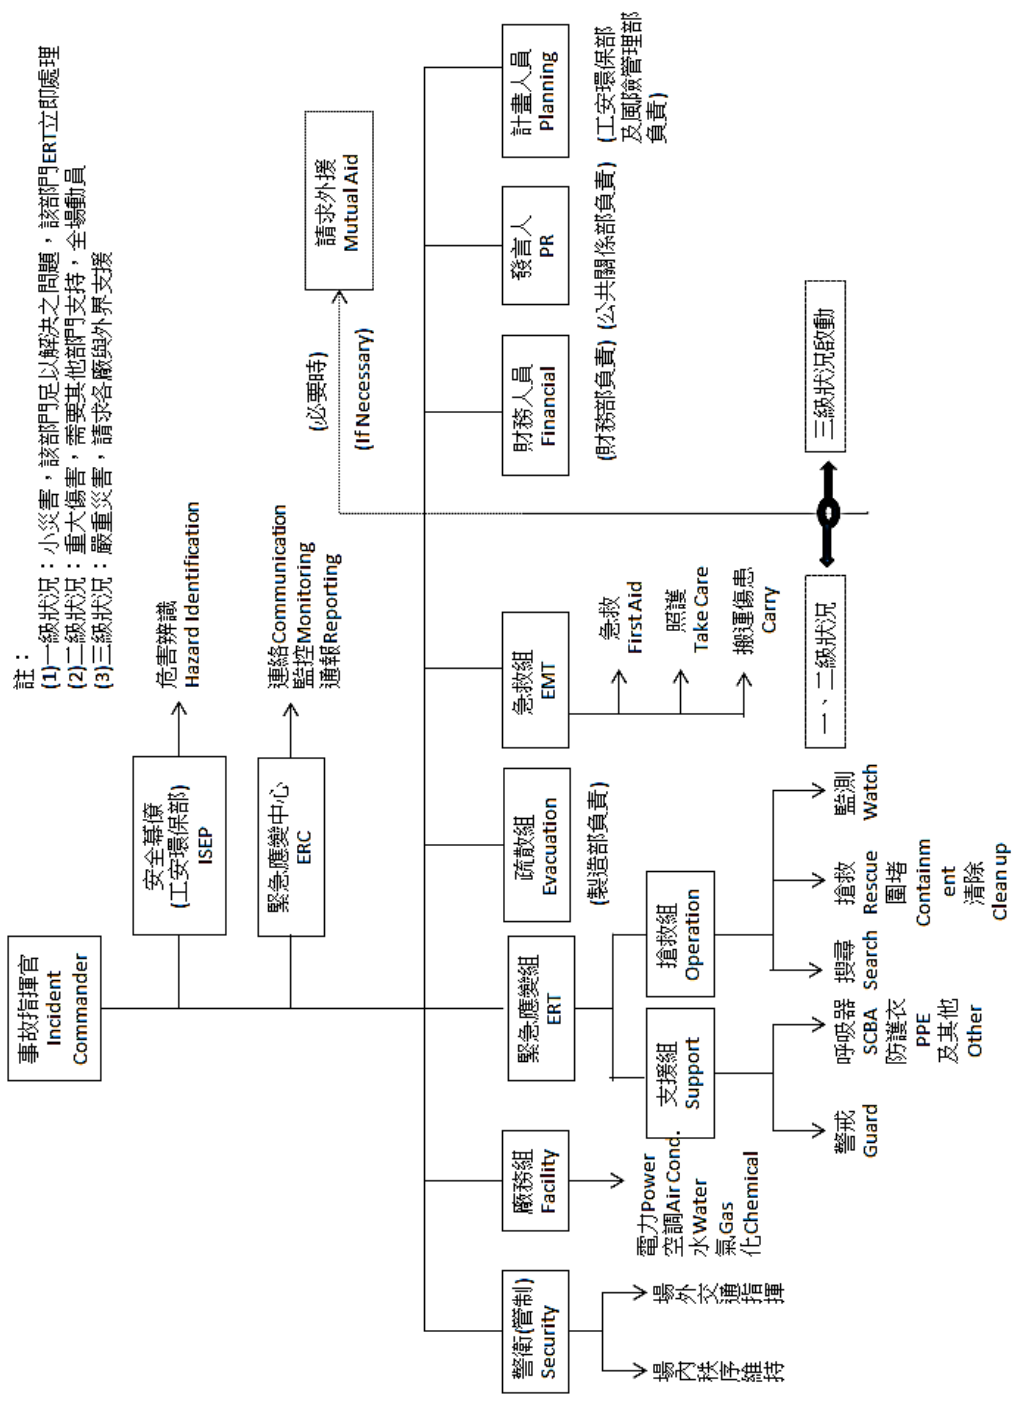 事故指揮官
Incident
Commander
註：
(1)一級狀況：小災害，該部門足以解決之問題，該部門ERT立即處理
(2)二級狀況：重大傷害，需要其他部門支持，全場動員
(3)三級狀況：嚴重災害，請求各廠與外界支援
安全幕僚
(工安環保部)
ISEP
危害辨識
Hazard Identification
緊急應變中心
ERC
連絡Communication
監控Monitoring
通報Reporting
請求外援
Mutual Aid
(必要時)
(If Necessary)
警衛(管制)
Security
廠務組
Facility
緊急應變組
ERT
疏散組
Evacuation
(製造部負責)
急救組
EMT
財務人員
Financial
(財務部負責)
發言人
PR
(公共關係部負責)
計畫人員
Planning
(工安環保部
及風險管理部
負責)
場內秩序維持
場外交通指揮
電力Power
空調Air Cond.
水Water
氣Gas
化Chemical
支援組
Support
搶救組
Operation
急救
First Aid
照護
Take Care
搬運傷患
Carry
警戒
Guard
呼吸器
SCBA
防護衣
PPE
及其他
Other
搜尋
Search
搶救
Rescue
圍堵
Containm
ent
清除
Clean up
監測
Watch
一、二級狀況
三級狀況啟動